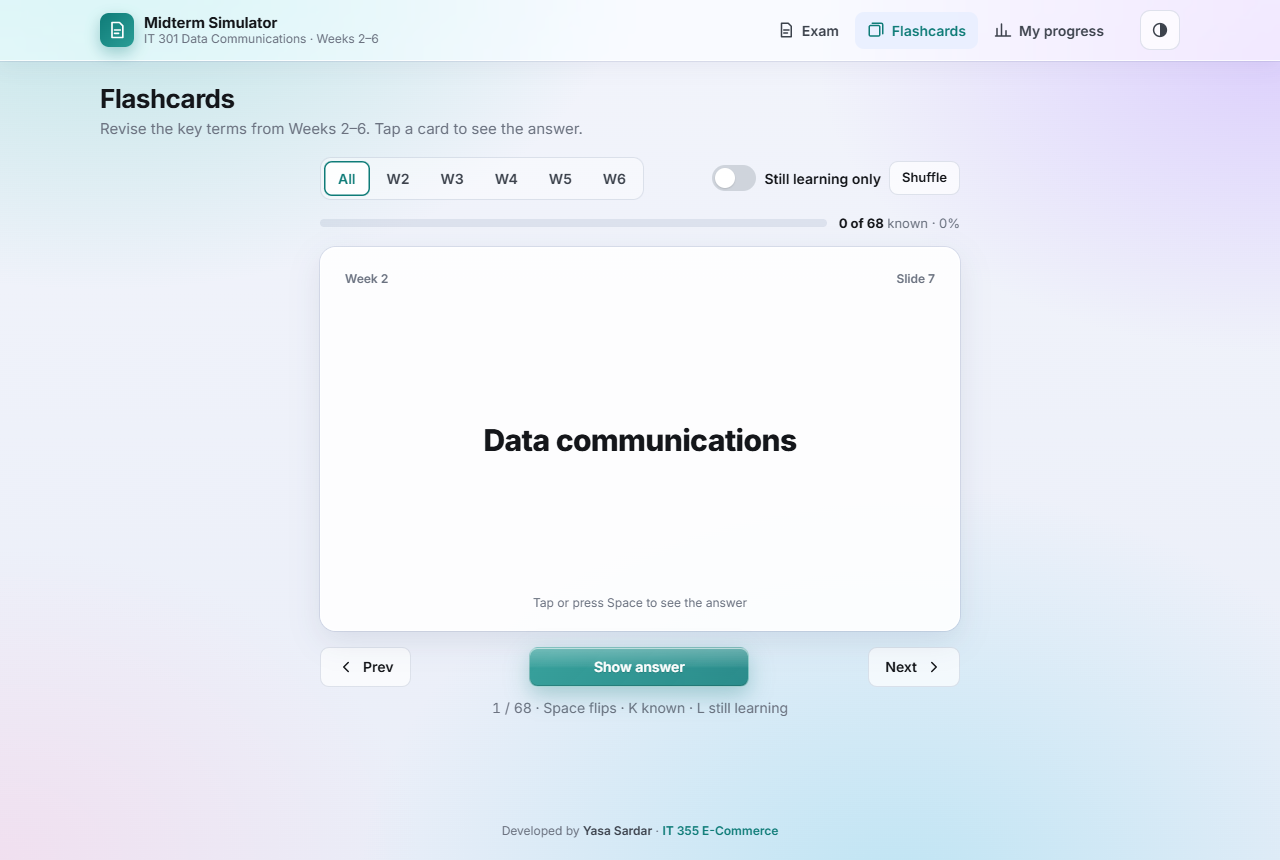 Midterm Simulator
IT 301 Data Communications · Weeks 2–6
Exam
Flashcards
My progress
Flashcards
Revise the key terms from Weeks 2–6. Tap a card to see the answer.
All W2 W3 W4 W5 W6
Still learning only
Shuffle
0 of 68 known · 0%
Week 2
Slide 7
Data communications
Tap or press Space to see the answer
Prev
Show answer
Next
1 / 68 · Space flips · K known · L still learning
Developed by Yasa Sardar · IT 355 E-Commerce